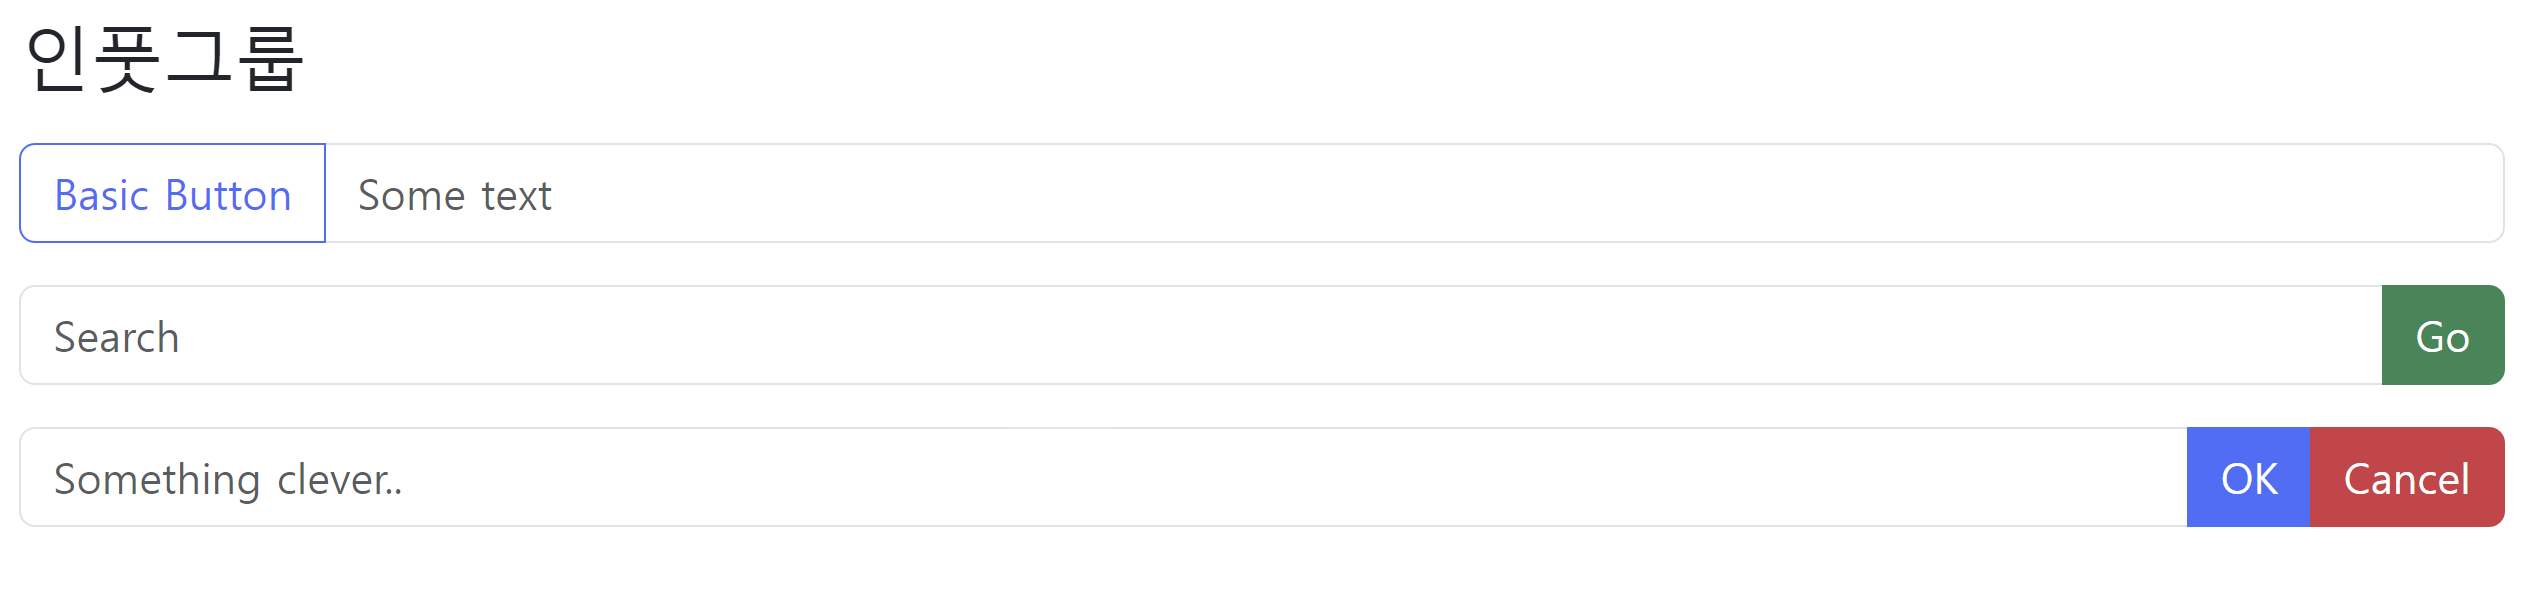 인풋그룹
Basic Button Some text
Search Go
Something clever.. OK Cancel